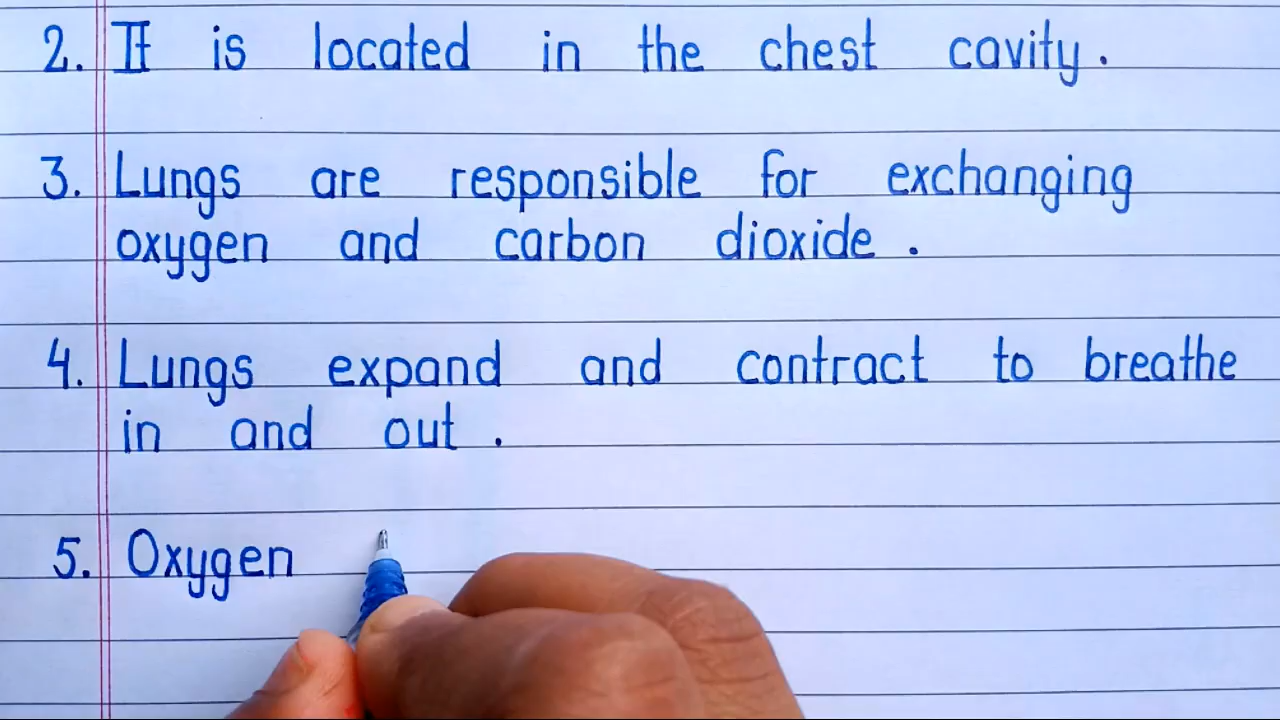 2. It is located in the chest cavity.
3. Lungs are responsible for exchanging
oxygen and carbon dioxide.
4. Lungs expand and contract to breathe
in and out.
5. Oxygen